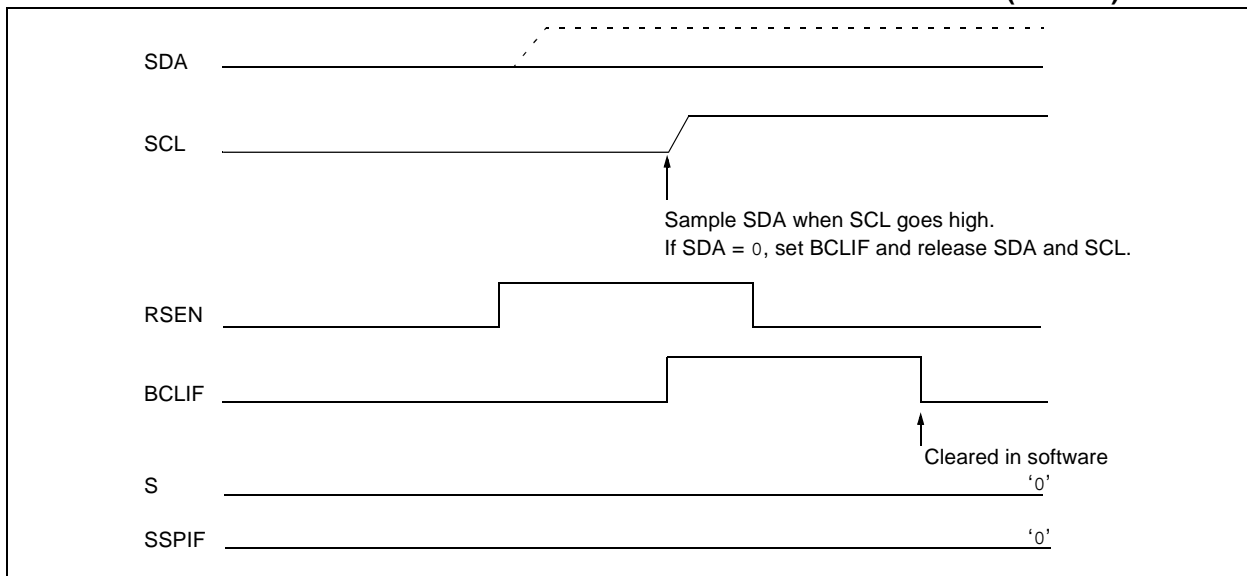 SDA
SCL
Sample SDA when SCL goes high.
If SDA = 0, set BCLIF and release SDA and SCL.
RSEN
BCLIF
Cleared in software
S
‘0’
SSPIF
‘0’